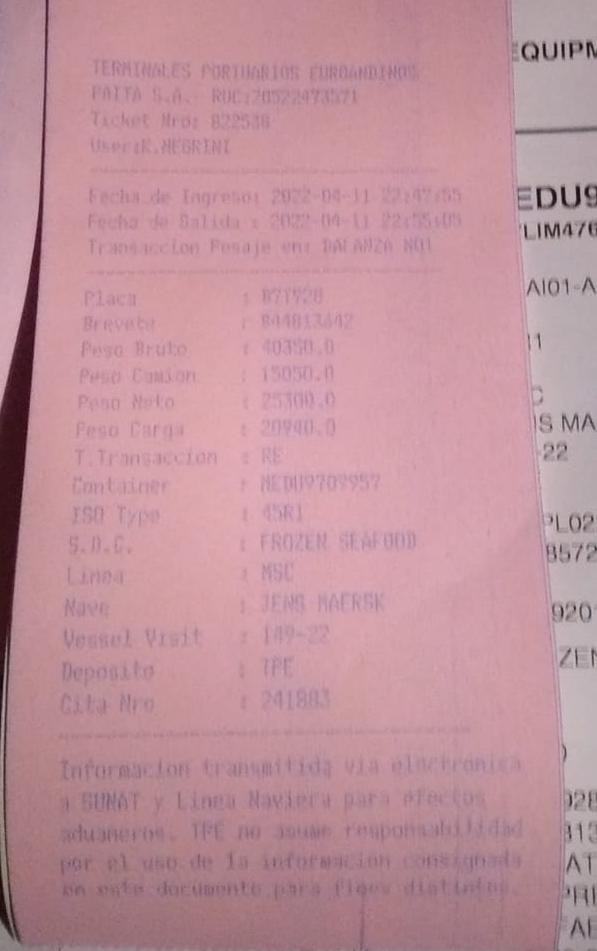 TERMINALES PORTUARIOS EUROANDINOS
PAITA S.A.- RUC:20522473571
Ticket Nro: 822538
User:K.NEGRINI
Fecha de Ingreso: 2022-04-11 22:47:55
Fecha de Salida : 2022-04-11 22:55:05
Transaccion Pesaje en: BALANZA NO1
Placa :
Brevete :
Peso Bruto : 40350.0
Peso Camion : 15050.0
Peso Neto : 25300.0
Peso Carga : 20940.0
T.Transaccion : RE
Container : MEDU9709957
ISO Type : 45R1
S.O.C. : FROZEN SEAFOOD
Linea : MSC
Nave : JENS MAERSK
Vessel Visit : 149-22
Deposito : TPE
Cita Nro : 241883
Informacion transmitida via electronica
a SUNAT y Linea Naviera para efectos
aduaneros. TPE no asume responsabilidad
por el uso de la informacion consignada
en este documento para fines distintos.
EQUIPM
EDU9
LIM476
AI01-A
1
S MA
-22
PL02
8572
920
ZEN
928
313
AT
PRI
AF